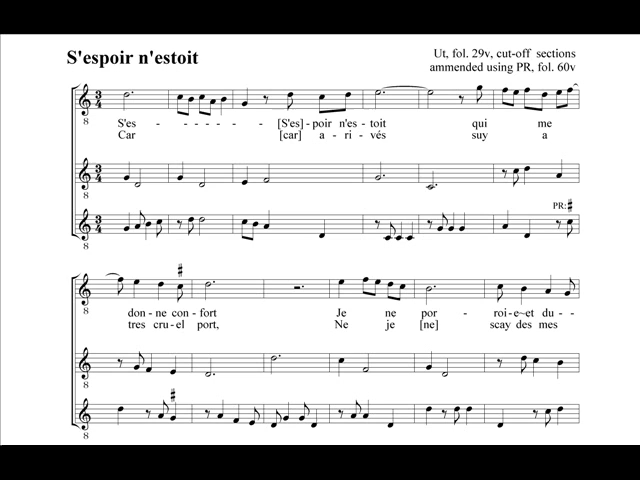 S'espoir n'estoit
Ut, fol. 29v, cut-off sections
ammended using PR, fol. 60v
S'es - - - - - - - [S'es] - poir n'es - toit qui me
Car [car] a - ri - vés suy a
PR:
don - ne con - fort Je ne por - roie~et du - -
tres cru - el port, Ne je [ne] scay des mes